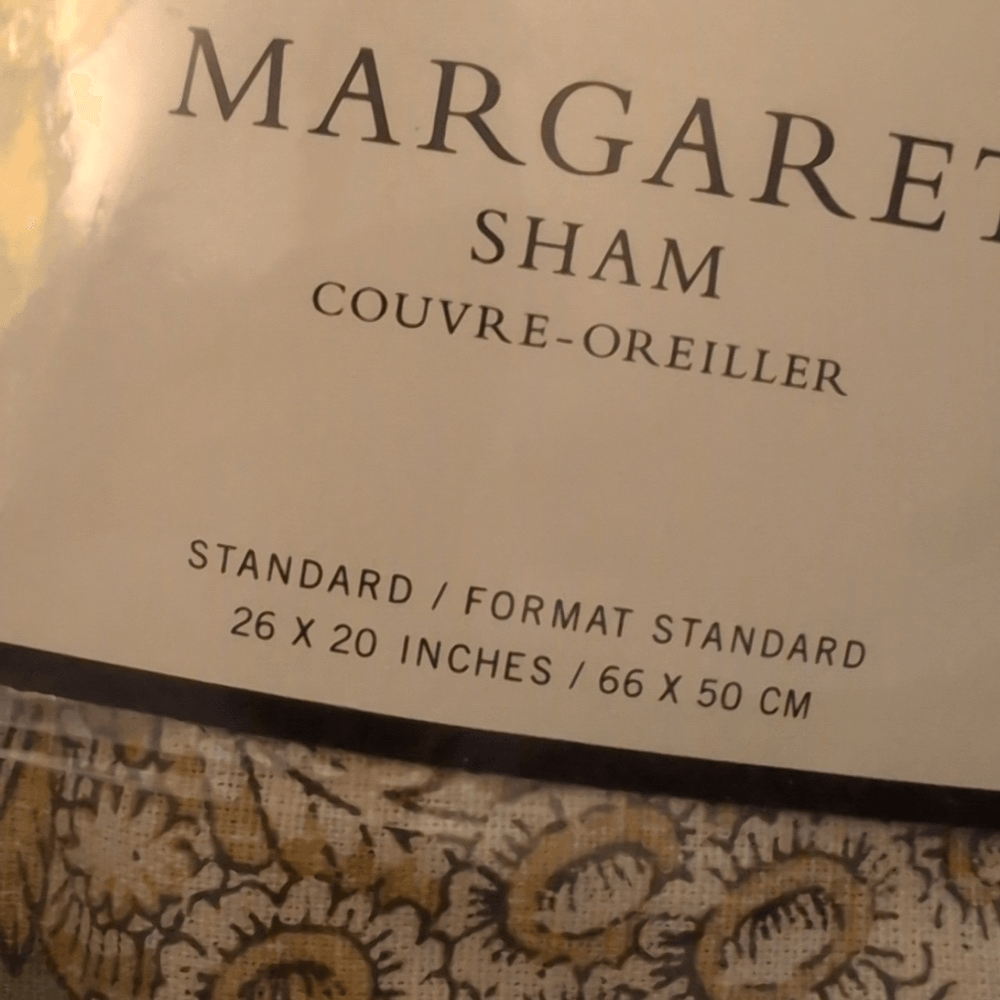 MARGARET
SHAM
COUVRE-OREILLER
STANDARD / FORMAT STANDARD
26 X 20 INCHES / 66 X 50 CM